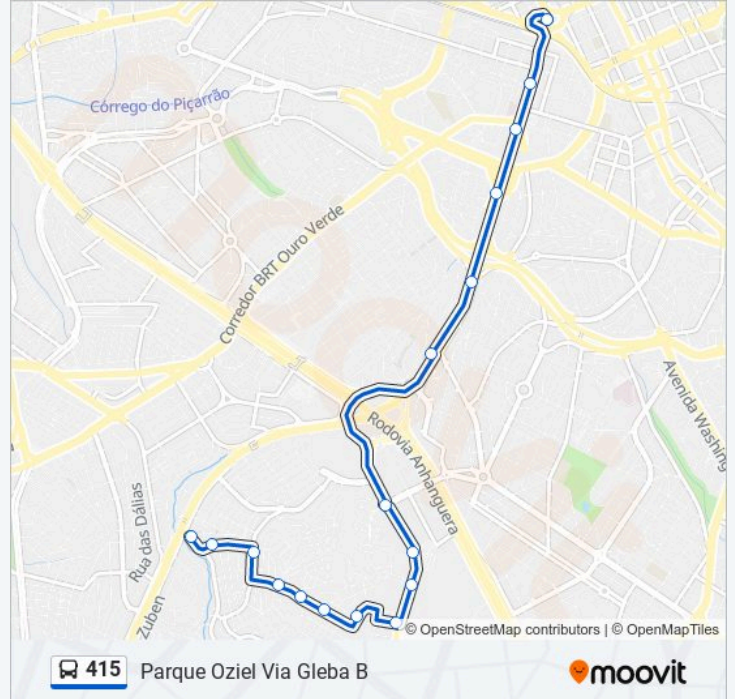 Córrego do Piçarrão
Corredor BRT Ouro Verde
Avenida Washing
Rodovia Anhanguera
Rua das Dálias
Zuben
© OpenStreetMap contributors | © OpenMapTiles
415 Parque Oziel Via Gleba B
moovit